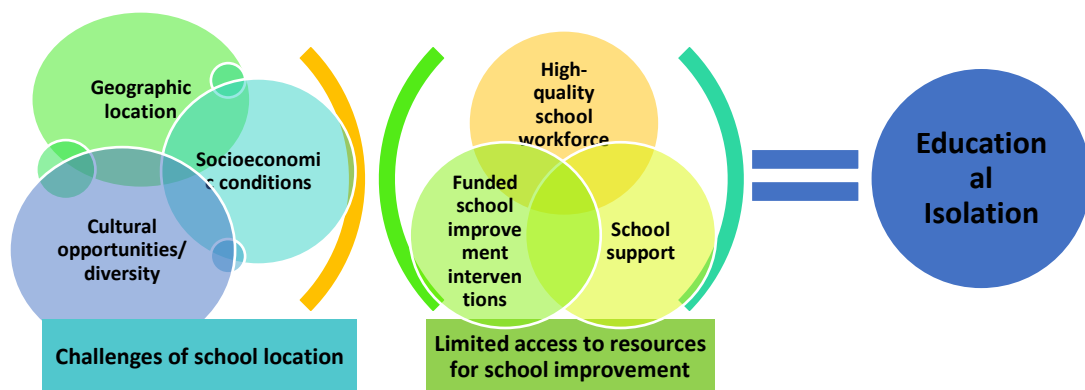 Geographic
location
Socioeconomi
c conditions
Cultural
opportunities/
diversity
Challenges of school location
High-
quality
school
workforce
Funded
school
improve
ment
interven
tions
School
support
Limited access to resources
for school improvement
Education
al
Isolation